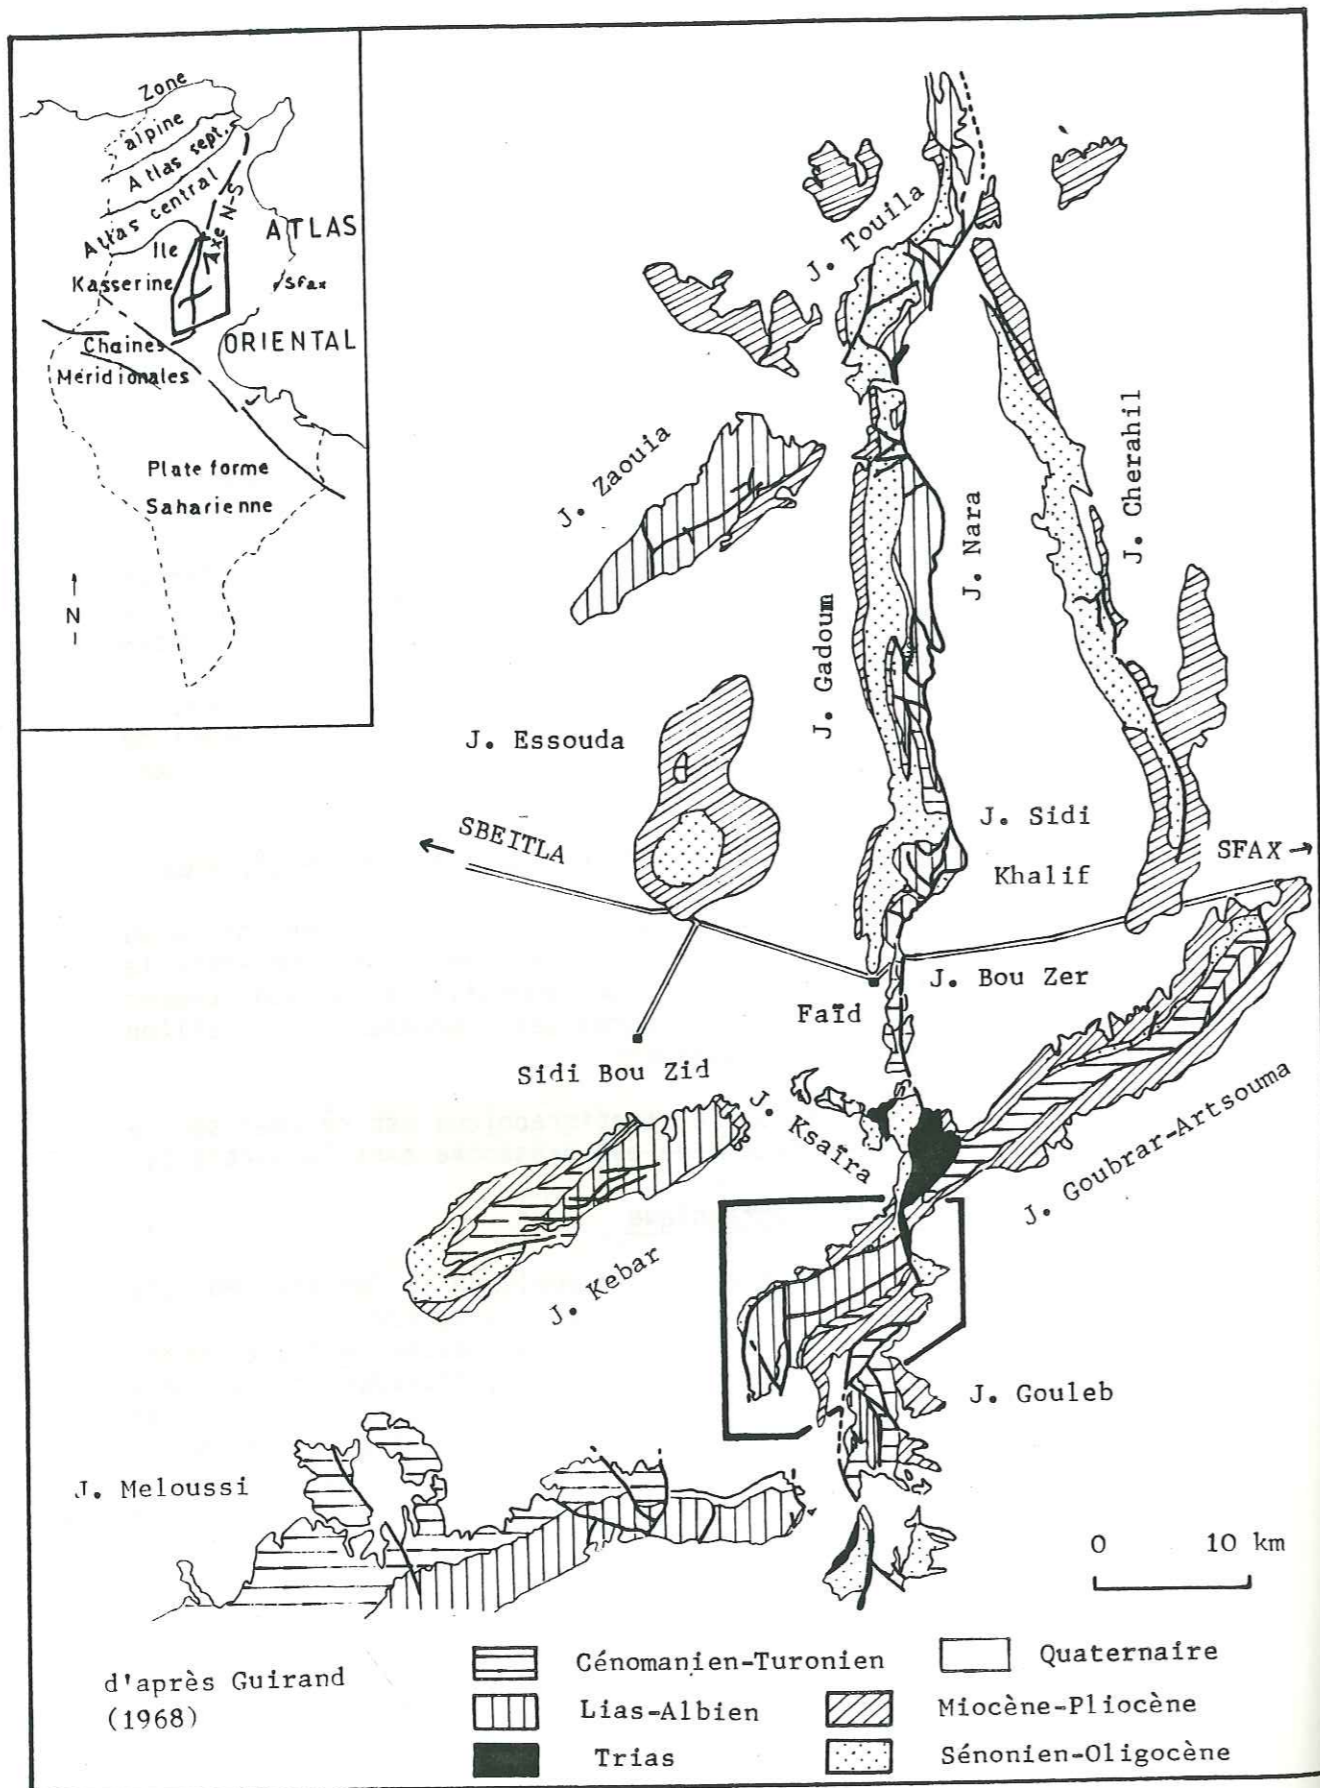 Zone
alpine
Atlas sept.
Atlas central
Axe N-S
ATLAS
Ile
Kasserine
Sfax
Chaines
ORIENTAL
Méridionales
Plate forme
Saharienne
N
J. Touila
J. Zaouia
J. Cherahil
J. Nara
J. Gadoum
J. Essouda
J. Sidi
Khalif
SBEITLA
SFAX
J. Bou Zer
Faïd
Sidi Bou Zid
J. Ksaïra
J. Goubrar-Artsouma
J. Kebar
J. Gouleb
J. Meloussi
0 10 km
d'après Guirand
(1968)
Cénomanien-Turonien
Quaternaire
Lias-Albien
Miocène-Pliocène
Trias
Sénonien-Oligocène